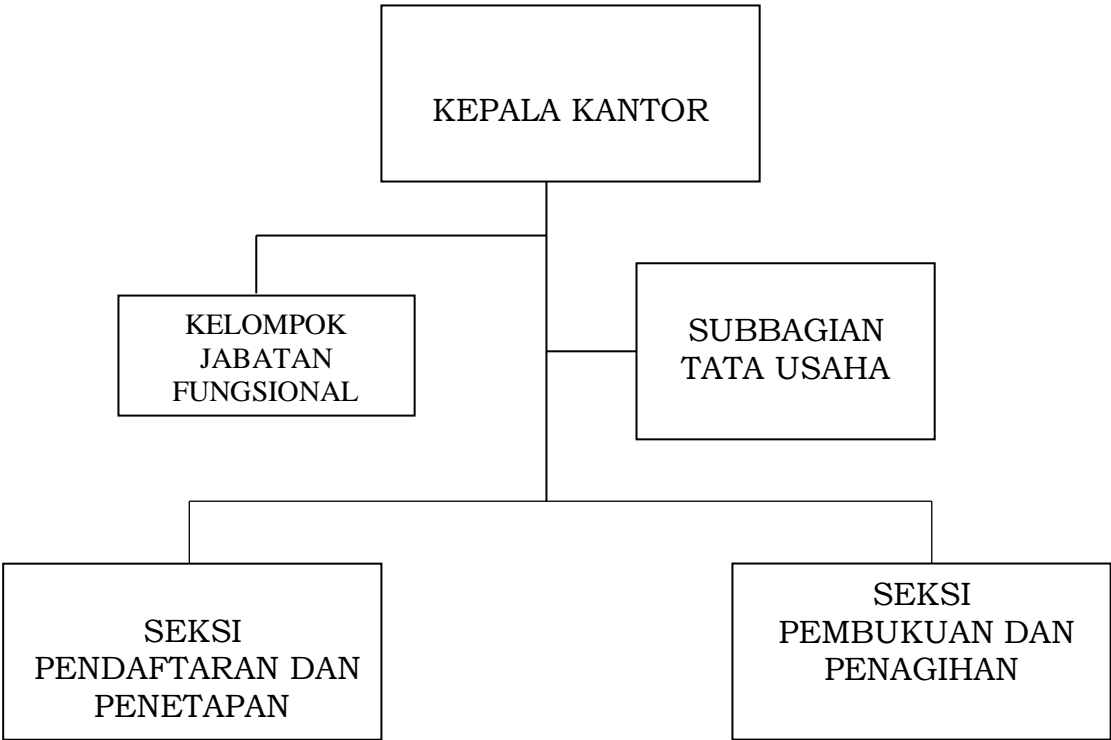 KEPALA KANTOR
KELOMPOK
JABATAN
FUNGSIONAL
SUBBAGIAN
TATA USAHA
SEKSI
PENDAFTARAN DAN
PENETAPAN
SEKSI
PEMBUKUAN DAN
PENAGIHAN